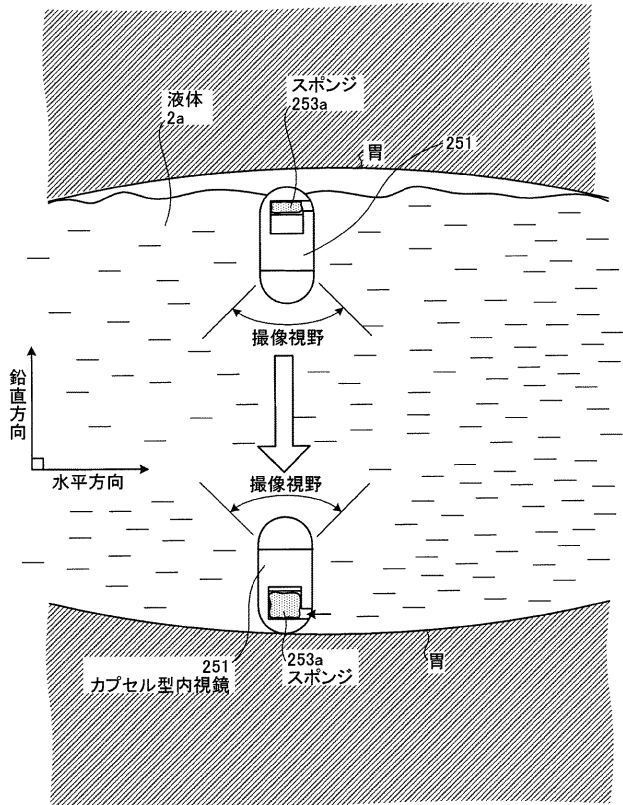 スポンジ
253a
液体
2a
251
胃
撮像視野
鉛直方向
水平方向
撮像視野
251
カプセル型内視鏡
253a
スポンジ
胃